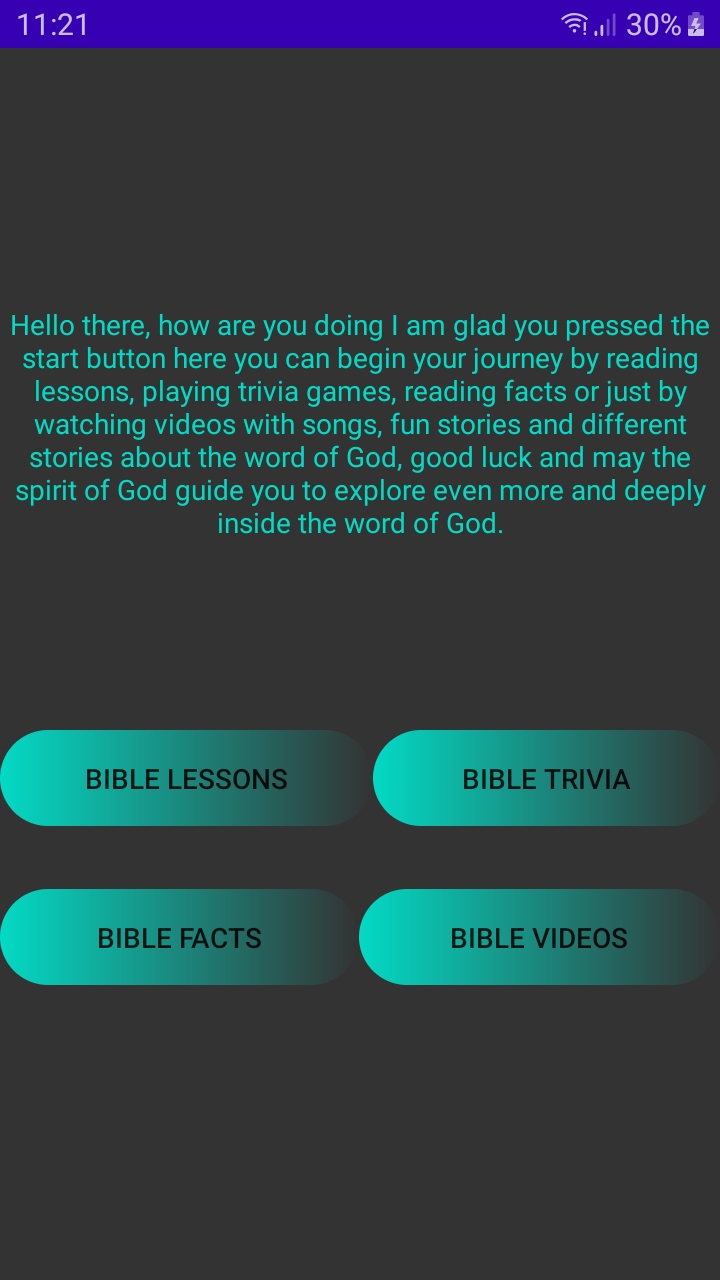 11:21 30%
Hello there, how are you doing I am glad you pressed the
start button here you can begin your journey by reading
lessons, playing trivia games, reading facts or just by
watching videos with songs, fun stories and different
stories about the word of God, good luck and may the
spirit of God guide you to explore even more and deeply
inside the word of God.
BIBLE LESSONS BIBLE TRIVIA
BIBLE FACTS BIBLE VIDEOS